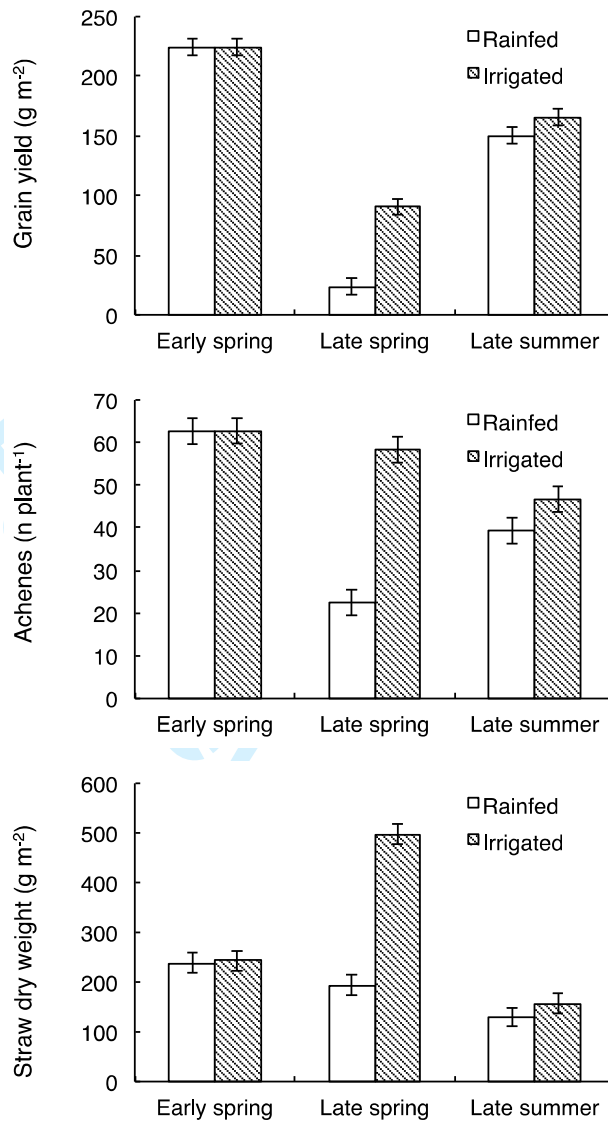 250
200
150
100
50
0
Grain yield (g m-2)
Rainfed
Irrigated
Early spring Late spring Late summer
70
60
50
40
30
20
10
0
Achenes (n plant-1)
Rainfed
Irrigated
Early spring Late spring Late summer
600
500
400
300
200
100
0
Straw dry weight (g m-2)
Rainfed
Irrigated
Early spring Late spring Late summer